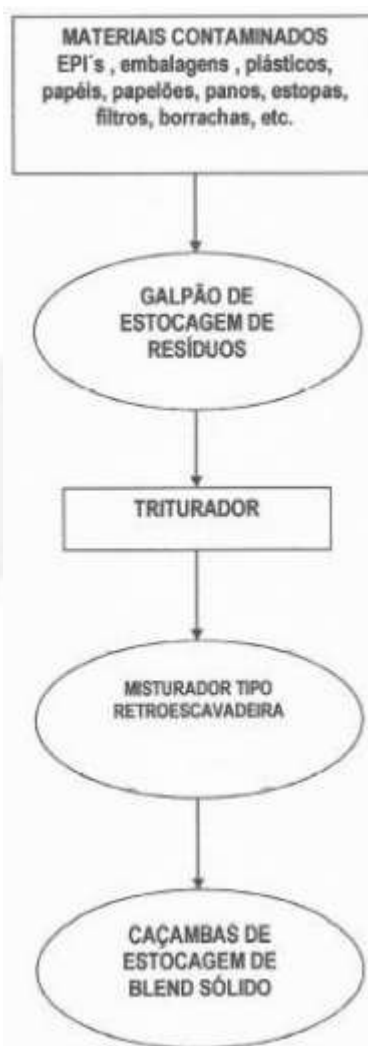 MATERIAIS CONTAMINADOS
EPI´s , embalagens , plásticos,
papéis, papelões, panos, estopas,
filtros, borrachas, etc.
GALPÃO DE
ESTOCAGEM DE
RESÍDUOS
TRITURADOR
MISTURADOR TIPO
RETROESCAVADEIRA
CAÇAMBAS DE
ESTOCAGEM DE
BLEND SÓLIDO